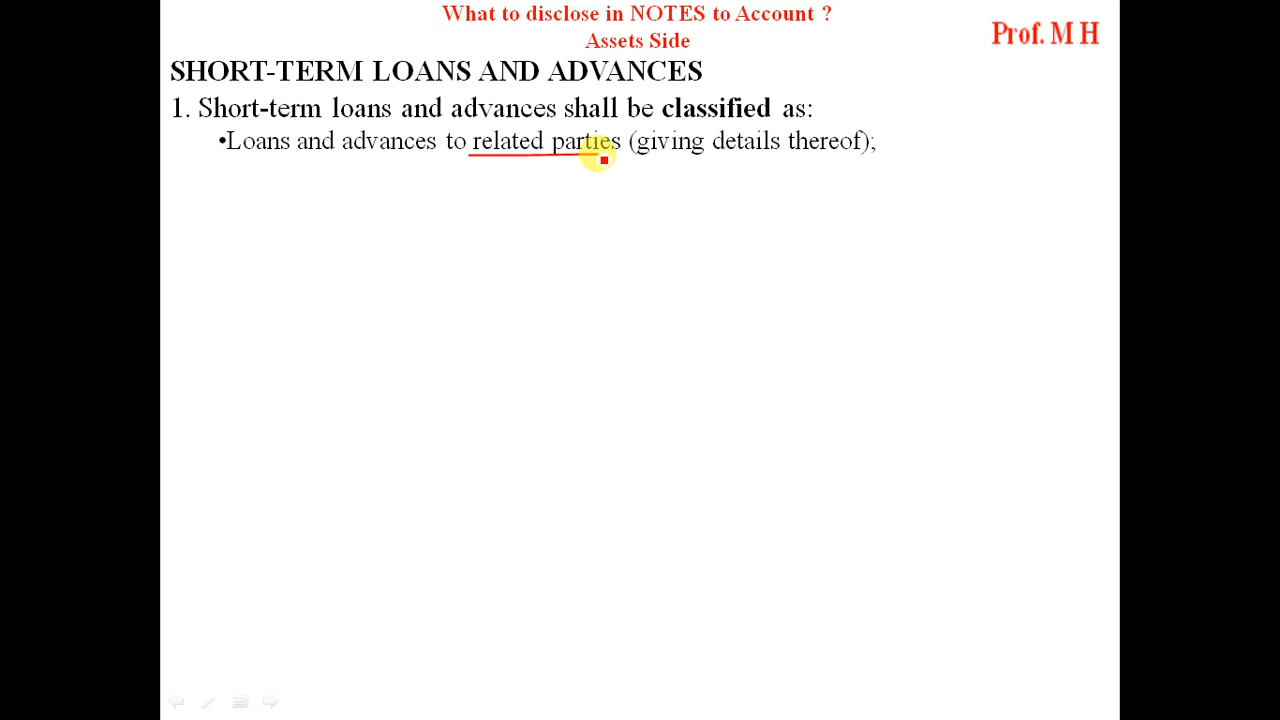 What to disclose in NOTES to Account ?
Assets Side
Prof. M H
SHORT-TERM LOANS AND ADVANCES
1. Short-term loans and advances shall be classified as:
•Loans and advances to related parties (giving details thereof);